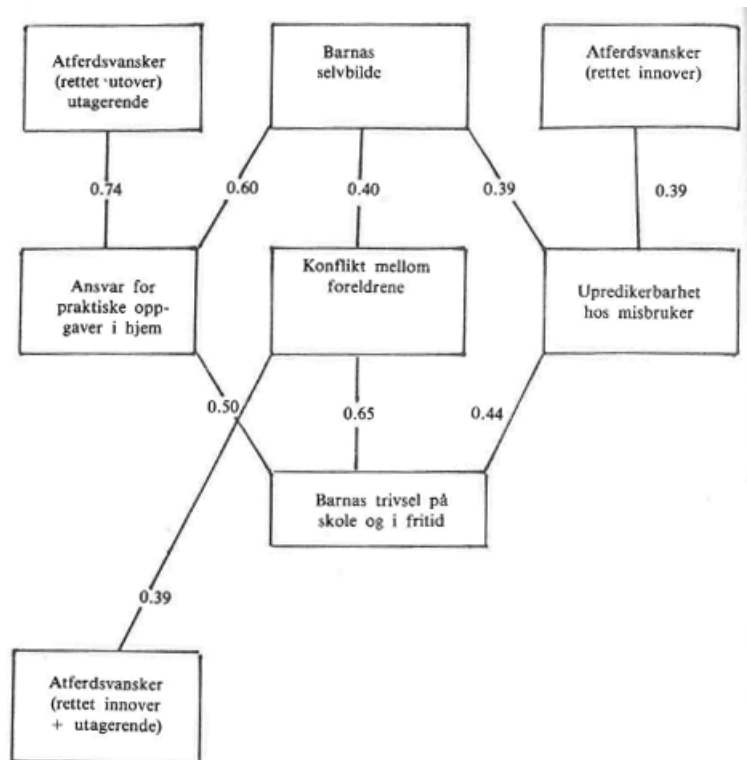 Atferdsvansker
(rettet utover)
utagerende
Barnas
selvbilde
Atferdsvansker
(rettet innover)
0.74
0.60
0.40
0.39
0.39
Ansvar for
praktiske opp-
gaver i hjem
Konflikt mellom
foreldrene
Upredikerbarhet
hos misbruker
0.50
0.65
0.44
Barnas trivsel på
skole og i fritid
0.39
Atferdsvansker
(rettet innover
+ utagerende)